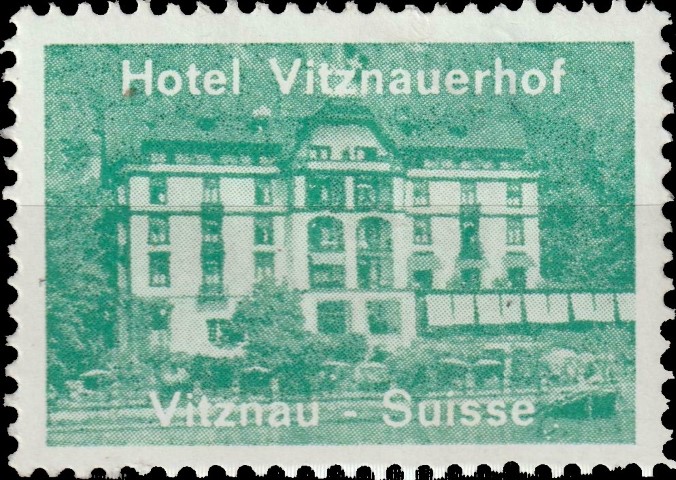 Hotel Vitznauerhof
Vitznau - Suisse